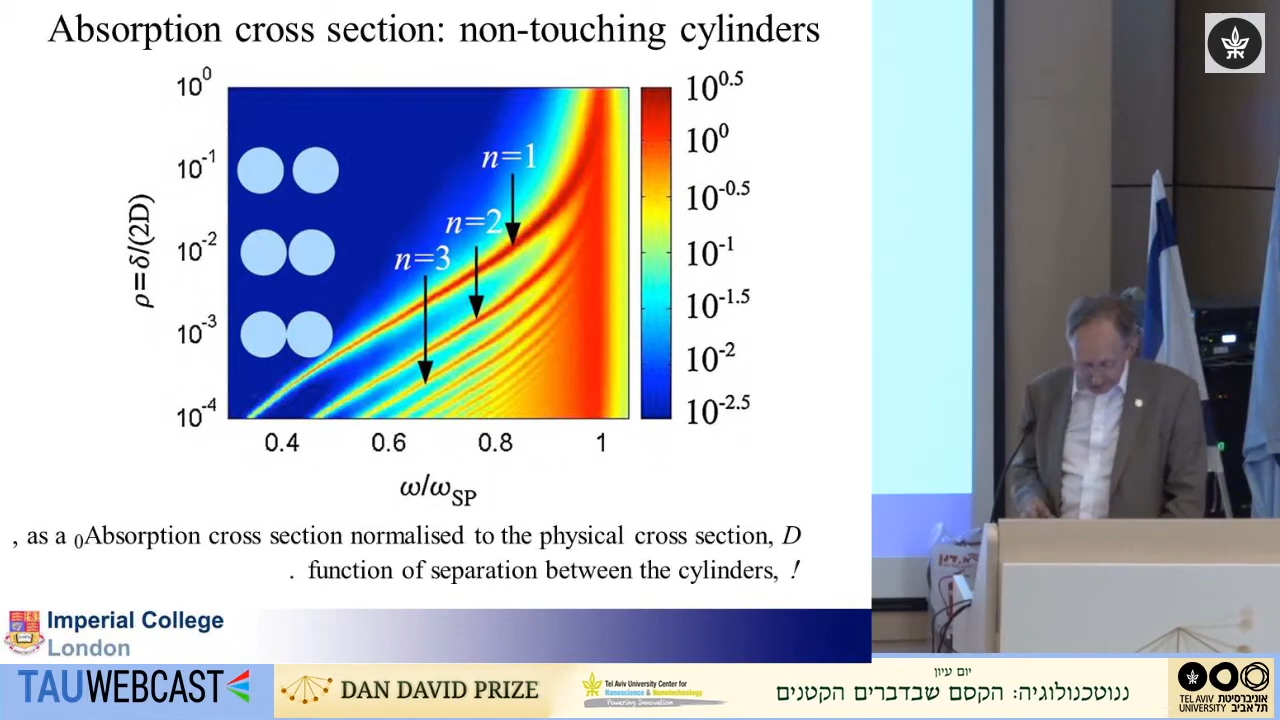 Absorption cross section: non-touching cylinders
10^0
10^-1
10^-2
10^-3
10^-4
ρ=δ/(2D)
n=1
n=2
n=3
0.4
0.6
0.8
1
ω/ω_SP
10^0.5
10^0
10^-0.5
10^-1
10^-1.5
10^-2
10^-2.5
, as a ₀Absorption cross section normalised to the physical cross section, D
. function of separation between the cylinders, !
Imperial College
London
TAUWEBCAST
DAN DAVID PRIZE
Tel Aviv University Center for
Nanoscience & Nanotechnology
Powering Innovation
יום עיון
ננוטכנולוגיה: הקסם שבדברים הקטנים
TEL AVIV אוניברסיטת
UNIVERSITY תל אביב